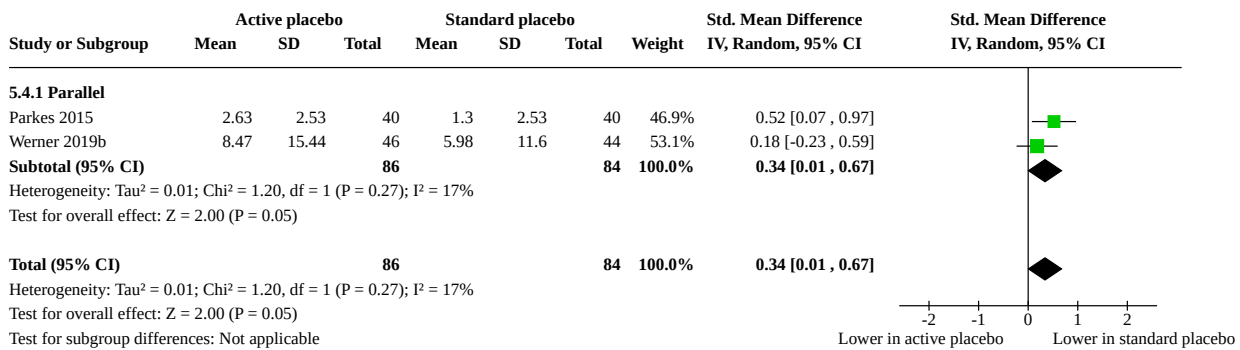 Active placebo Standard placebo Std. Mean Difference Std. Mean Difference
Study or Subgroup Mean SD Total Mean SD Total Weight IV, Random, 95% CI IV, Random, 95% CI
5.4.1 Parallel
Parkes 2015 2.63 2.53 40 1.3 2.53 40 46.9% 0.52 [0.07 , 0.97]
Werner 2019b 8.47 15.44 46 5.98 11.6 44 53.1% 0.18 [-0.23 , 0.59]
Subtotal (95% CI) 86 84 100.0% 0.34 [0.01 , 0.67]
Heterogeneity: Tau² = 0.01; Chi² = 1.20, df = 1 (P = 0.27); I² = 17%
Test for overall effect: Z = 2.00 (P = 0.05)
Total (95% CI) 86 84 100.0% 0.34 [0.01 , 0.67]
Heterogeneity: Tau² = 0.01; Chi² = 1.20, df = 1 (P = 0.27); I² = 17%
Test for overall effect: Z = 2.00 (P = 0.05) -2 -1 0 1 2
Test for subgroup differences: Not applicable Lower in active placebo Lower in standard placebo